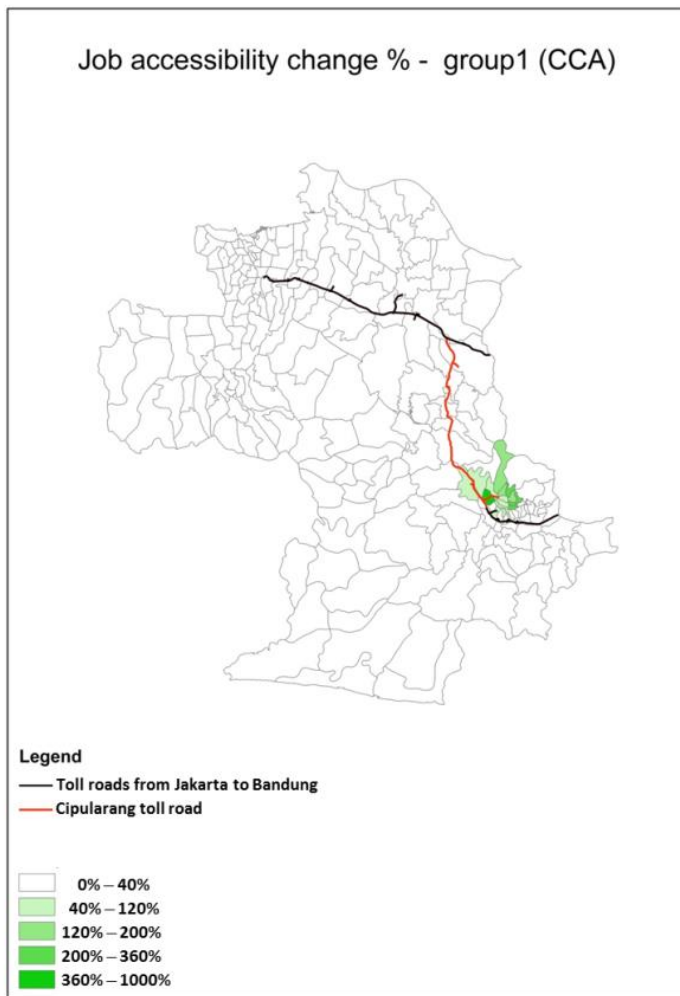 Job accessibility change % - group1 (CCA)
Legend
Toll roads from Jakarta to Bandung
Cipularang toll road
0% – 40%
40% – 120%
120% – 200%
200% – 360%
360% – 1000%